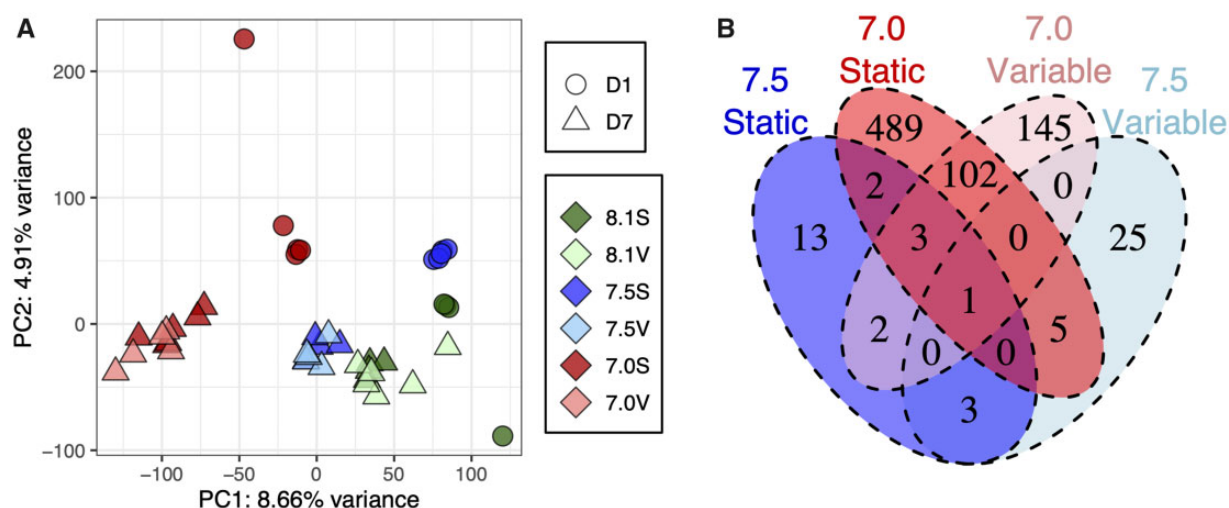 A
PC2: 4.91% variance
200
100
0
−100
−100
−50
0
50
100
PC1: 8.66% variance
D1
D7
8.1S
8.1V
7.5S
7.5V
7.0S
7.0V
B
7.5
Static
7.0
Static
7.0
Variable
7.5
Variable
489
145
2
102
0
13
3
0
25
1
2
0
0
5
3